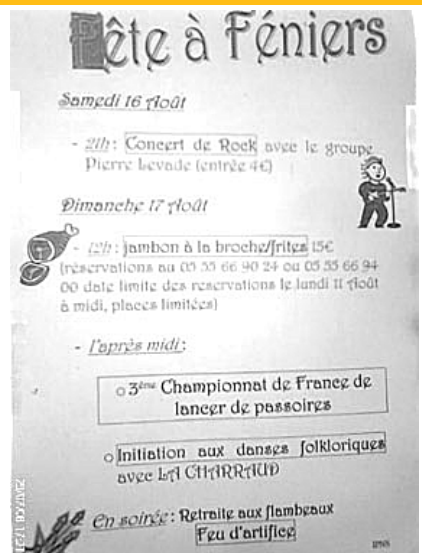 Fête à Féniers
Samedi 16 Août
- 21h : Concert de Rock avec le groupe
Pierre Levade (entrée 4€)
Dimanche 17 Août
- 12h : jambon à la broche/frites 15€
(réservations au 05 55 66 90 24 ou 05 55 66 94
00 date limite des reservations le lundi 11 Août
à midi, places limitées)
- l'après midi :
o 3ème Championnat de France de
lancer de passoires
o Initiation aux danses folkloriques
avec LA CHARRAUD
En soirée : Retraite aux flambeaux
Feu d'artifice